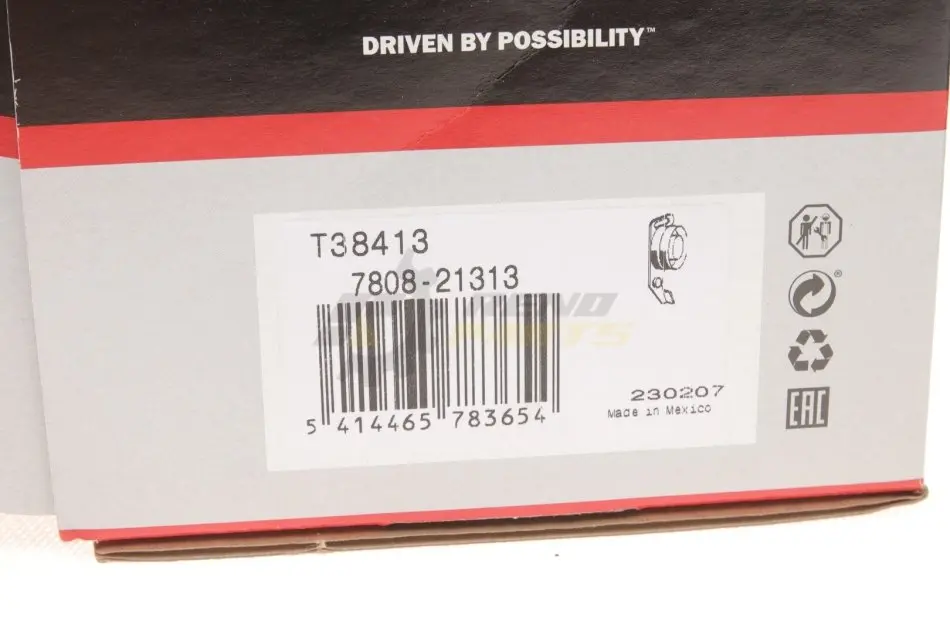 DRIVEN BY POSSIBILITY™
T38413
7808-21313
5 414465 783654
230207
Made in Mexico
®
EAC